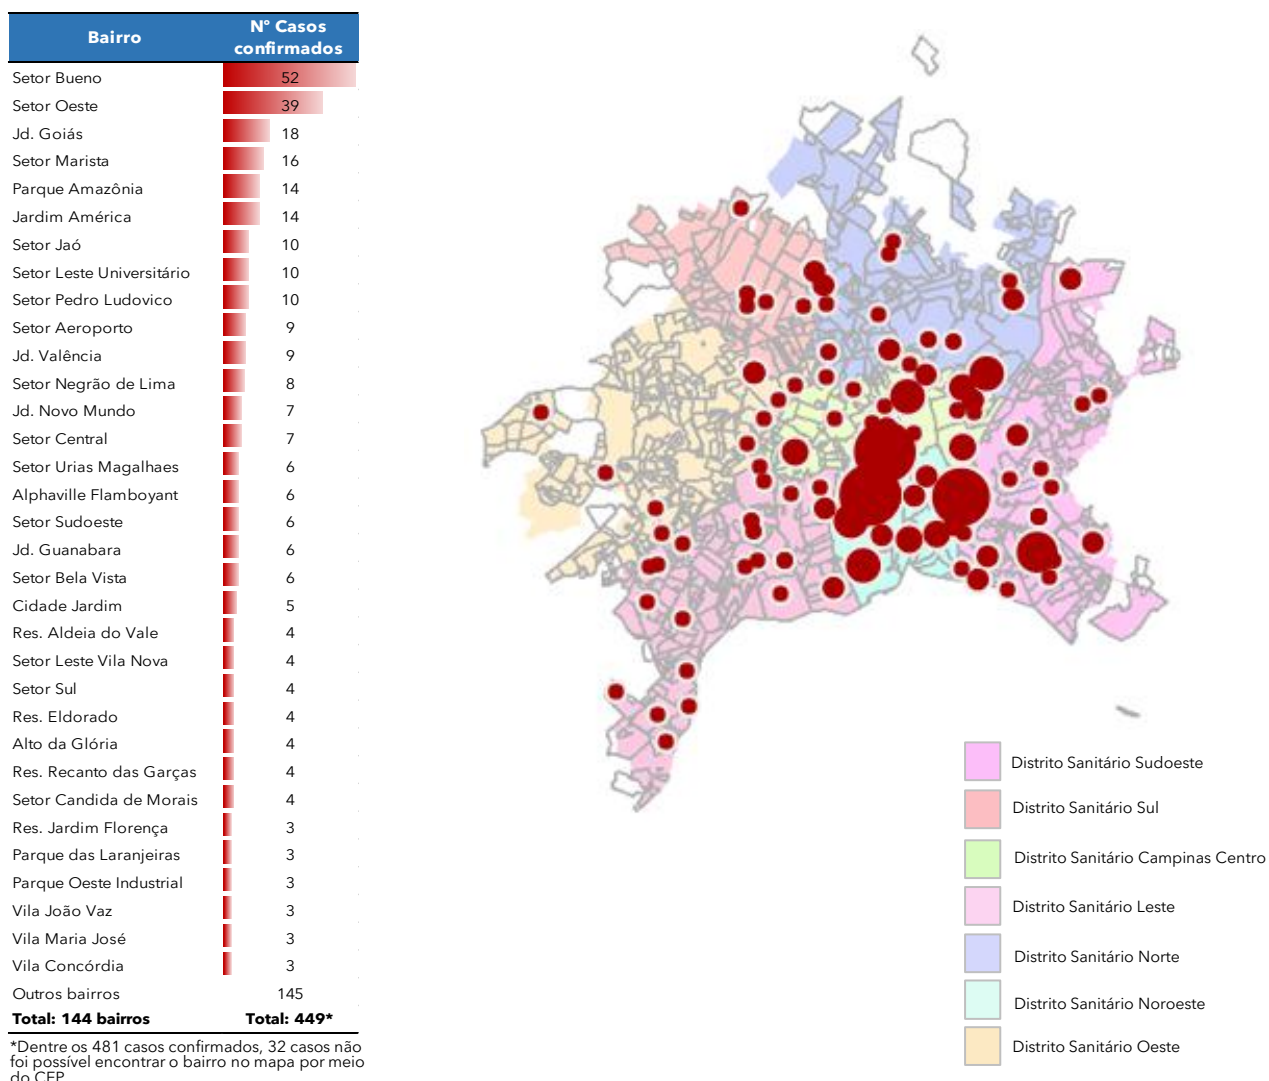 Bairro
Nº Casos
confirmados
Setor Bueno 52
Setor Oeste 39
Jd. Goiás 18
Setor Marista 16
Parque Amazônia 14
Jardim América 14
Setor Jaó 10
Setor Leste Universitário 10
Setor Pedro Ludovico 10
Setor Aeroporto 9
Jd. Valência 9
Setor Negrão de Lima 8
Jd. Novo Mundo 7
Setor Central 7
Setor Urias Magalhaes 6
Alphaville Flamboyant 6
Setor Sudoeste 6
Jd. Guanabara 6
Setor Bela Vista 6
Cidade Jardim 5
Res. Aldeia do Vale 4
Setor Leste Vila Nova 4
Setor Sul 4
Res. Eldorado 4
Alto da Glória 4
Res. Recanto das Garças 4
Setor Candida de Morais 4
Res. Jardim Florença 3
Parque das Laranjeiras 3
Parque Oeste Industrial 3
Vila João Vaz 3
Vila Maria José 3
Vila Concórdia 3
Outros bairros 145
Total: 144 bairros Total: 449*
*Dentre os 481 casos confirmados, 32 casos não
foi possível encontrar o bairro no mapa por meio
do CEP
Distrito Sanitário Sudoeste
Distrito Sanitário Sul
Distrito Sanitário Campinas Centro
Distrito Sanitário Leste
Distrito Sanitário Norte
Distrito Sanitário Noroeste
Distrito Sanitário Oeste